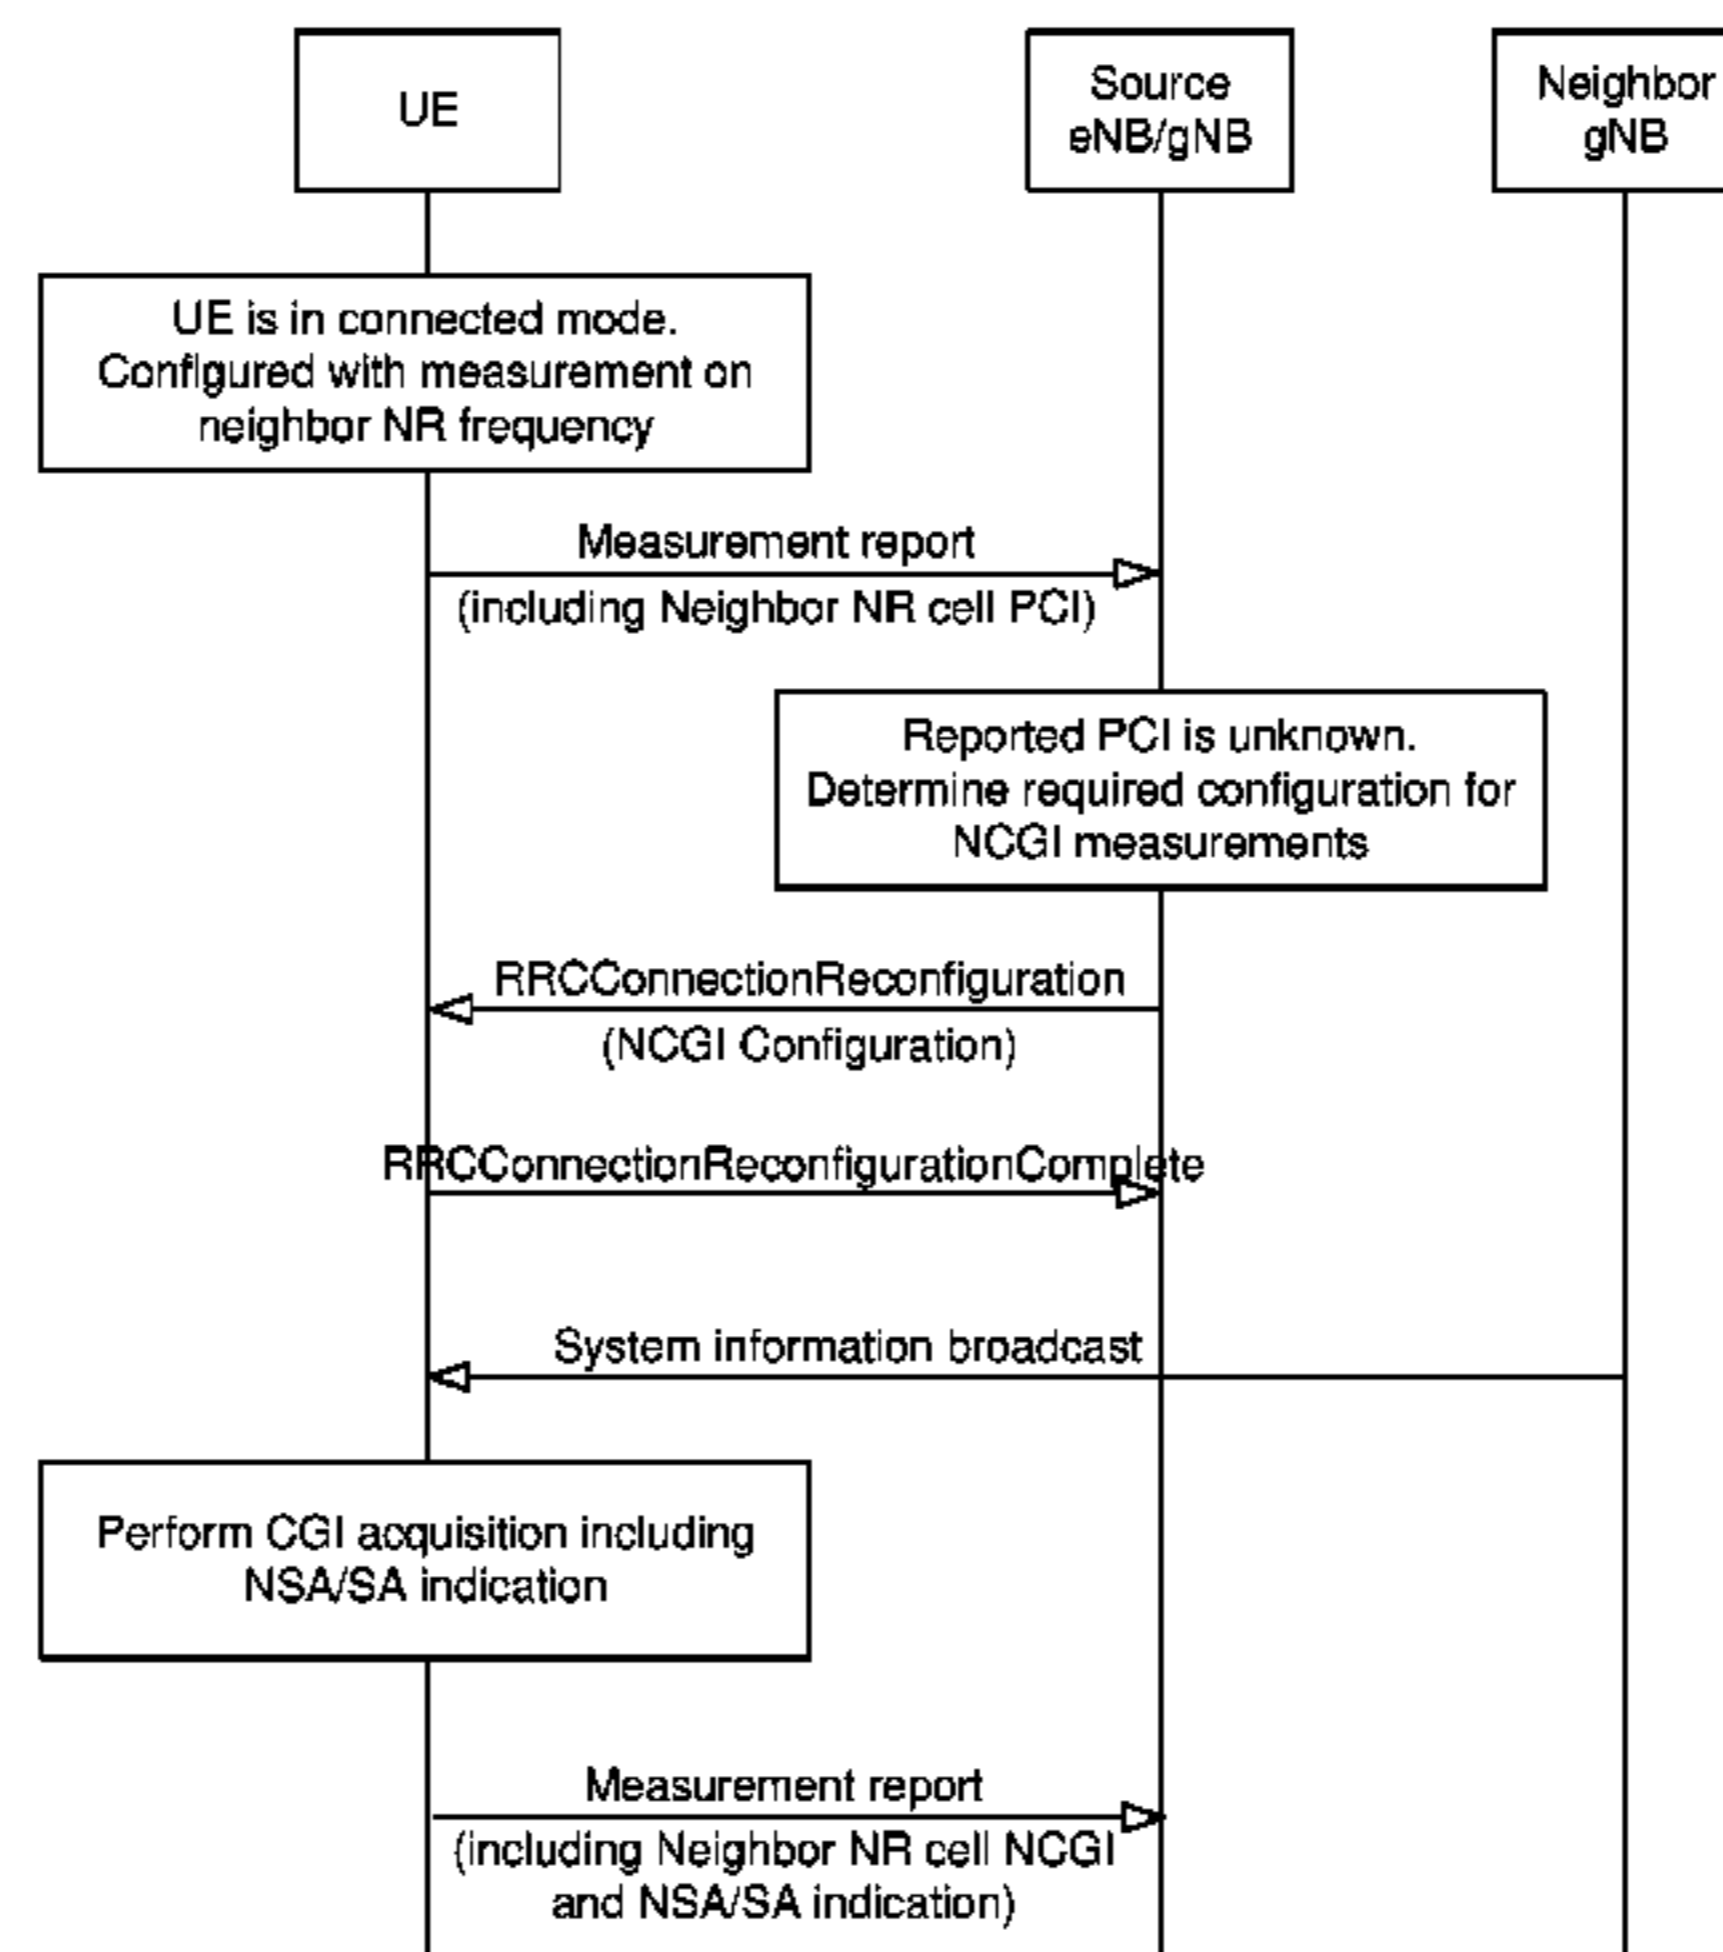 UE
Source
eNB/gNB
Neighbor
gNB
UE is in connected mode.
Configured with measurement on
neighbor NR frequency
Measurement report
(including Neighbor NR cell PCI)
Reported PCI is unknown.
Determine required configuration for
NCGI measurements
RRCConnectionReconfiguration
(NCGI Configuration)
RRCConnectionReconfigurationComplete
System information broadcast
Perform CGI acquisition including
NSA/SA indication
Measurement report
(including Neighbor NR cell NCGI
and NSA/SA indication)